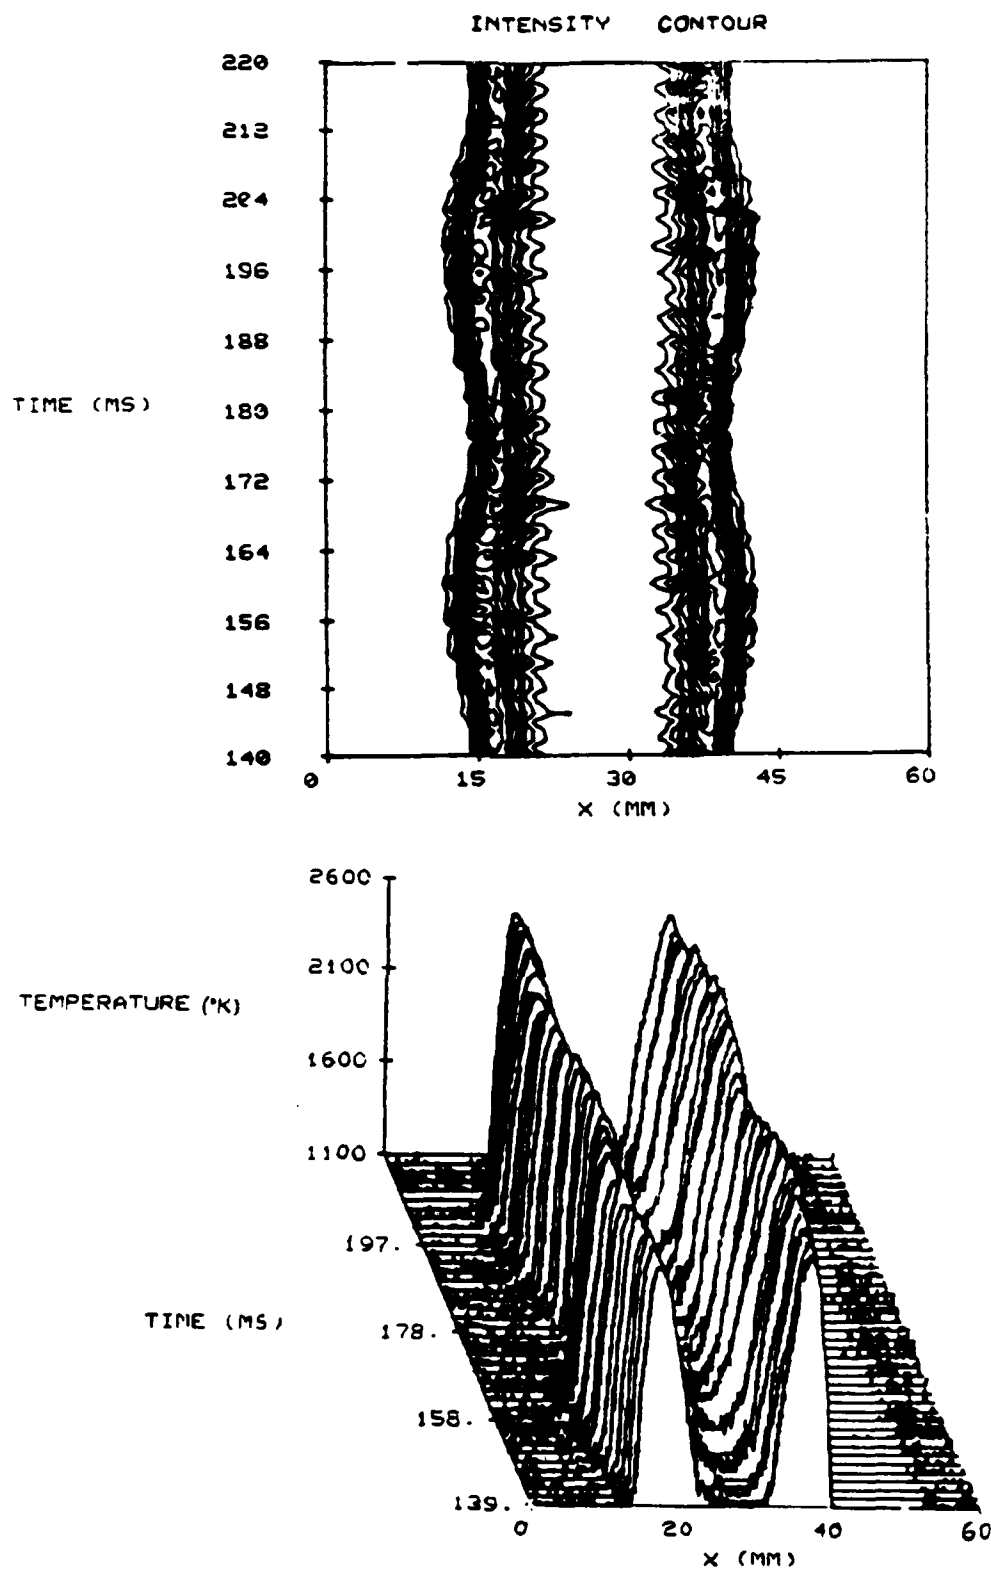 INTENSITY CONTOUR
220
212
204
196
188
TIME (MS)
180
172
164
156
148
140
0 15 30 45 60
X (MM)
2600
2100
TEMPERATURE (°K)
1600
1100
197.
TIME (MS)
178.
158.
139.
0 20 40 60
X (MM)